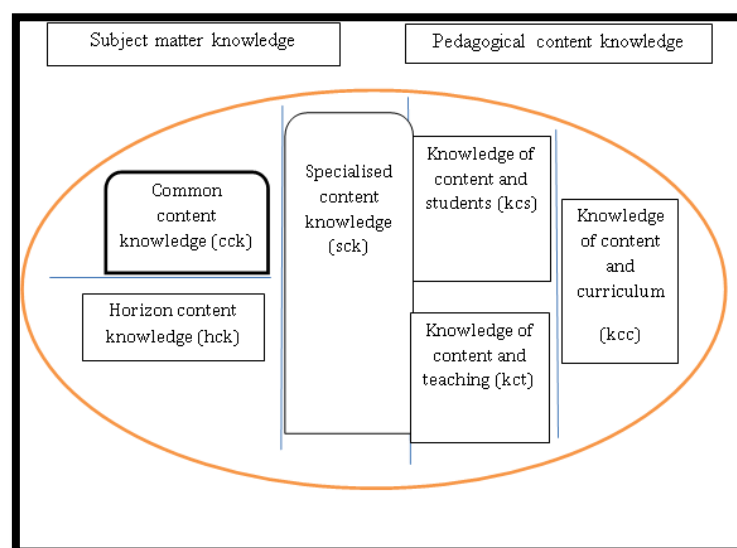 Subject matter knowledge
Pedagogical content knowledge
Common
content
knowledge (cck)
Horizon content
knowledge (hck)
Specialised
content
knowledge
(sck)
Knowledge of
content and
students (kcs)
Knowledge of
content and
teaching (kct)
Knowledge
of content
and
curriculum
(kcc)